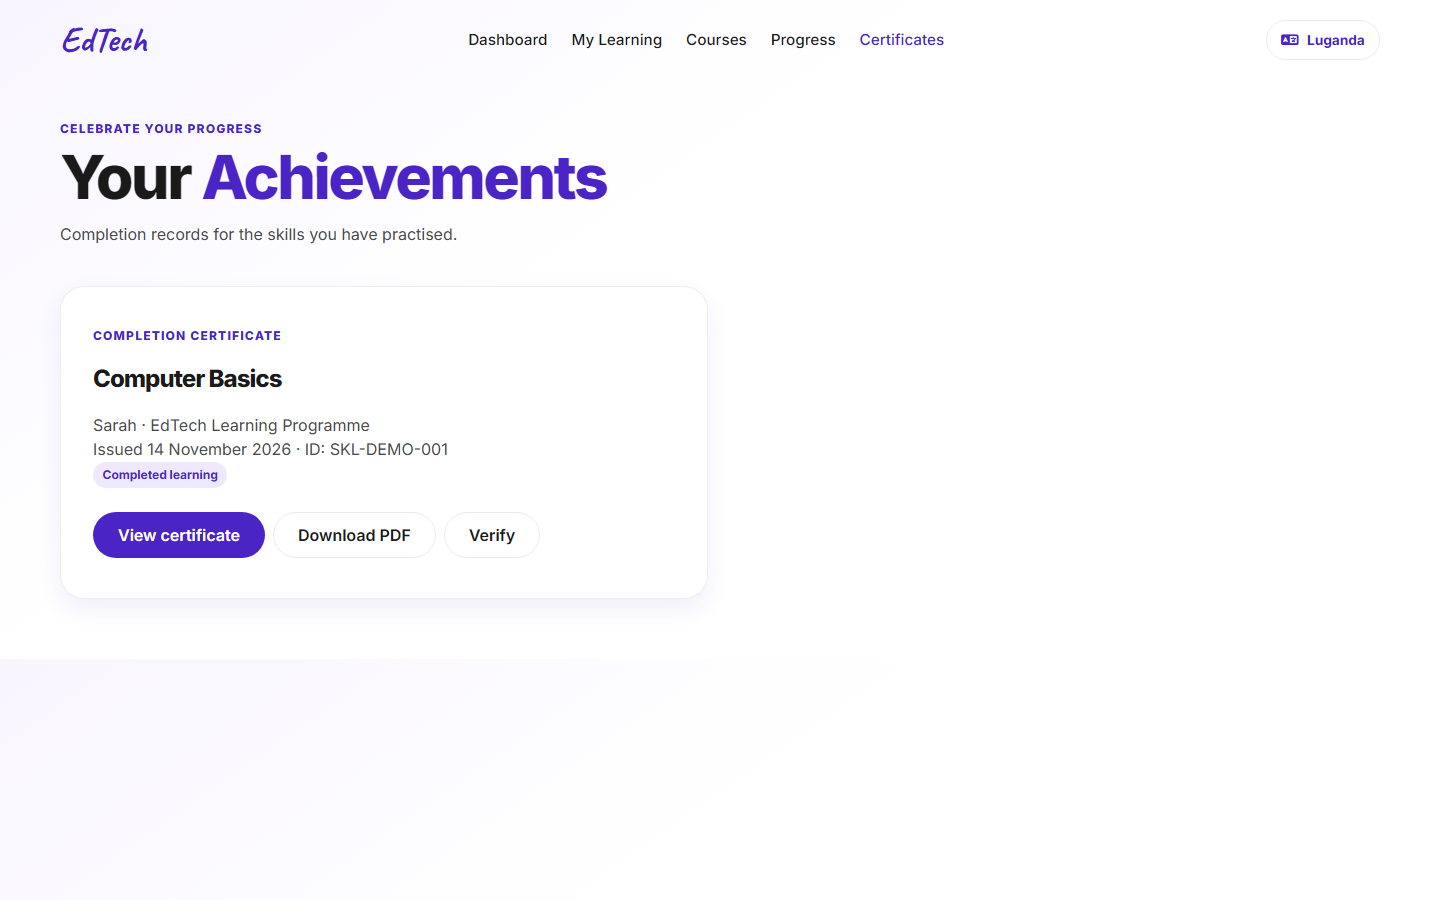 EdTech
Dashboard
My Learning
Courses
Progress
Certificates
Luganda
CELEBRATE YOUR PROGRESS
Your Achievements
Completion records for the skills you have practised.
COMPLETION CERTIFICATE
Computer Basics
Sarah · EdTech Learning Programme
Issued 14 November 2026 · ID: SKL-DEMO-001
Completed learning
View certificate
Download PDF
Verify